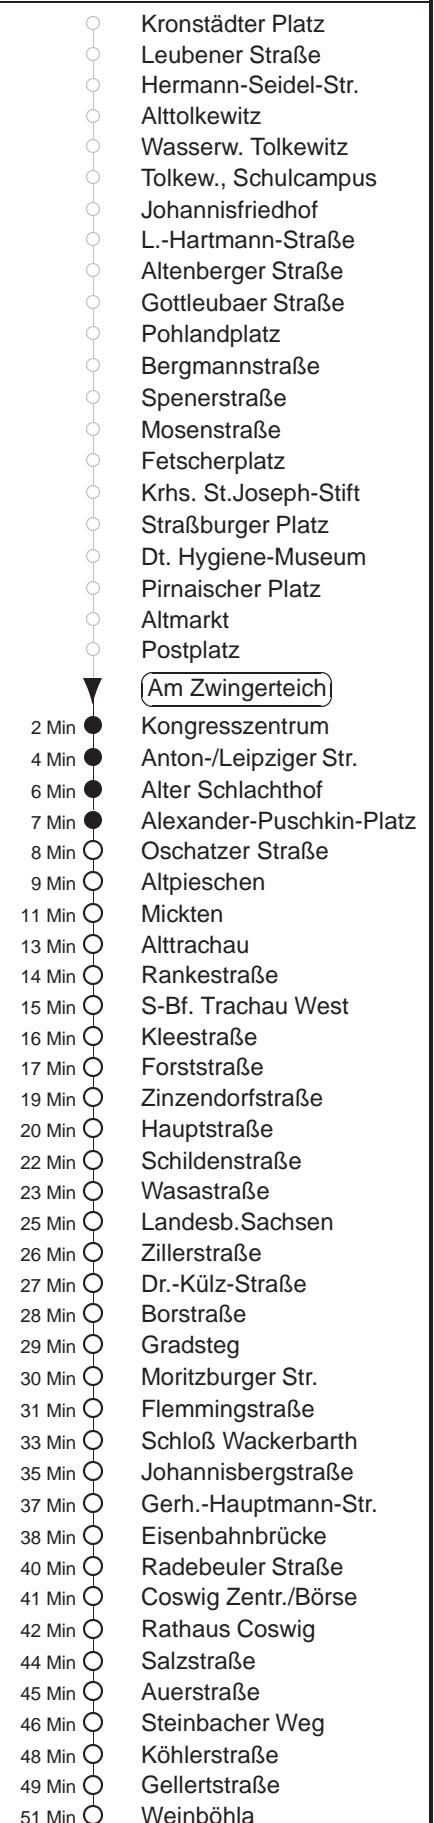 Kronstädter Platz
Leubener Straße
Hermann-Seidel-Str.
Alttolkewitz
Wasserw. Tolkewitz
Tolkew., Schulcampus
Johannisfriedhof
L.-Hartmann-Straße
Altenberger Straße
Gottleubaer Straße
Pohlandplatz
Bergmannstraße
Spenerstraße
Mosenstraße
Fetscherplatz
Krhs. St.Joseph-Stift
Straßburger Platz
Dt. Hygiene-Museum
Pirnaischer Platz
Altmarkt
Postplatz
Am Zwingerteich
2 Min Kongresszentrum
4 Min Anton-/Leipziger Str.
6 Min Alter Schlachthof
7 Min Alexander-Puschkin-Platz
8 Min Oschatzer Straße
9 Min Altpieschen
11 Min Mickten
13 Min Alttrachau
14 Min Rankestraße
15 Min S-Bf. Trachau West
16 Min Kleestraße
17 Min Forststraße
19 Min Zinzendorfstraße
20 Min Hauptstraße
22 Min Schildenstraße
23 Min Wasastraße
25 Min Landesb.Sachsen
26 Min Zillerstraße
27 Min Dr.-Külz-Straße
28 Min Borstraße
29 Min Gradsteg
30 Min Moritzburger Str.
31 Min Flemmingstraße
33 Min Schloß Wackerbarth
35 Min Johannisbergstraße
37 Min Gerh.-Hauptmann-Str.
38 Min Eisenbahnbrücke
40 Min Radebeuler Straße
41 Min Coswig Zentr./Börse
42 Min Rathaus Coswig
44 Min Salzstraße
45 Min Auerstraße
46 Min Steinbacher Weg
48 Min Köhlerstraße
49 Min Gellertstraße
51 Min Weinböhla